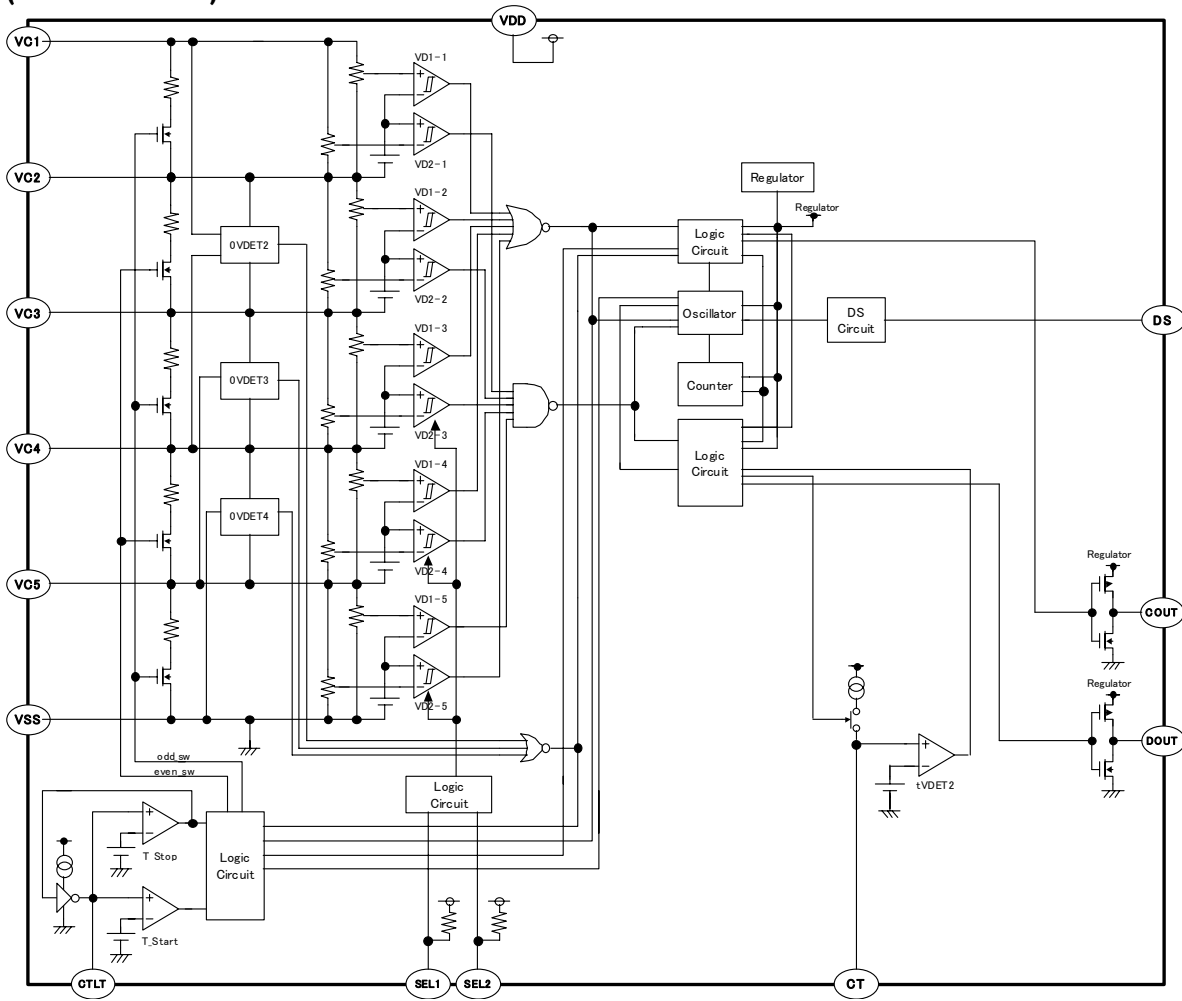 VDD
VC1
VD1-1
VD2-1
VC2
Regulator
VD1-2
Regulator
0VDET2
Logic
Circuit
VD2-2
VC3
Oscillator
DS
Circuit
DS
VD1-3
0VDET3
Counter
VD2-3
VC4
Logic
Circuit
VD1-4
0VDET4
VD2-4
Regulator
VC5
VD1-5
COUT
VD2-5
Regulator
VSS
DOUT
odd_sw
even_sw
Logic
Circuit
tVDET2
T_Stop
Logic
Circuit
T_Start
CTLT
SEL1
SEL2
CT